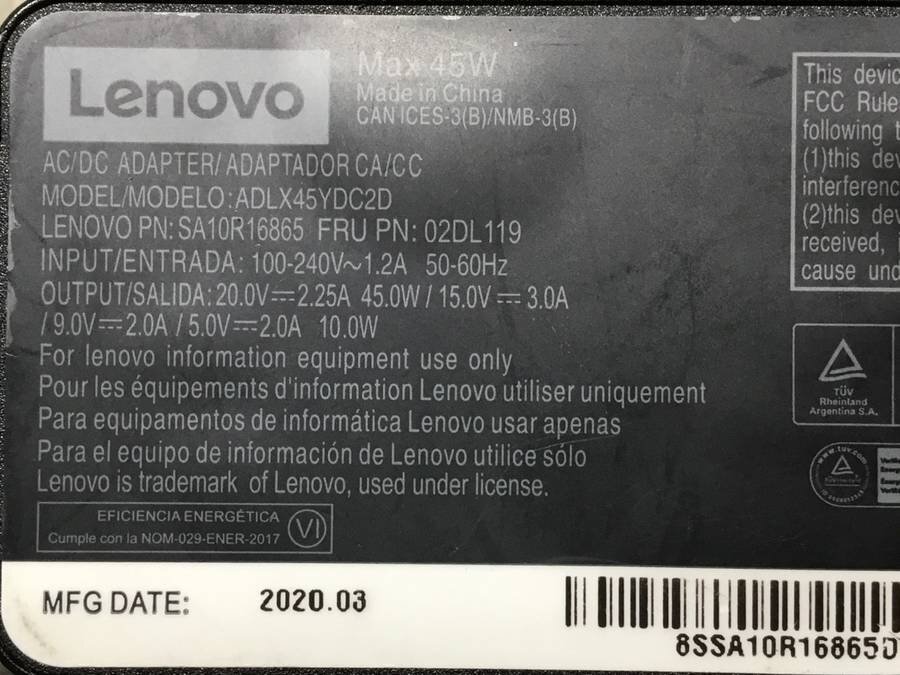 Lenovo
Max 45W
Made in China
CAN ICES-3(B)/NMB-3(B)
AC/DC ADAPTER/ ADAPTADOR CA/CC
MODEL/MODELO: ADLX45YDC2D
LENOVO PN: SA10R16865 FRU PN: 02DL119
INPUT/ENTRADA: 100-240V~1.2A 50-60Hz
OUTPUT/SALIDA: 20.0V⎓2.25A 45.0W / 15.0V⎓3.0A
/ 9.0V⎓2.0A / 5.0V⎓2.0A 10.0W
For lenovo information equipment use only
Pour les équipements d'information Lenovo utiliser uniquement
Para equipamentos de informática Lenovo usar apenas
Para el equipo de información de Lenovo utilice sólo
Lenovo is trademark of Lenovo, used under license.
EFICIENCIA ENERGÉTICA
Cumple con la NOM-029-ENER-2017
VI
This devic
FCC Rule
following t
(1)this dev
interferenc
(2)this dev
received, i
cause und
TÜV
Rheinland
Argentina S.A.
www.tuv.com
MFG DATE: 2020.03
8SSA10R16865D